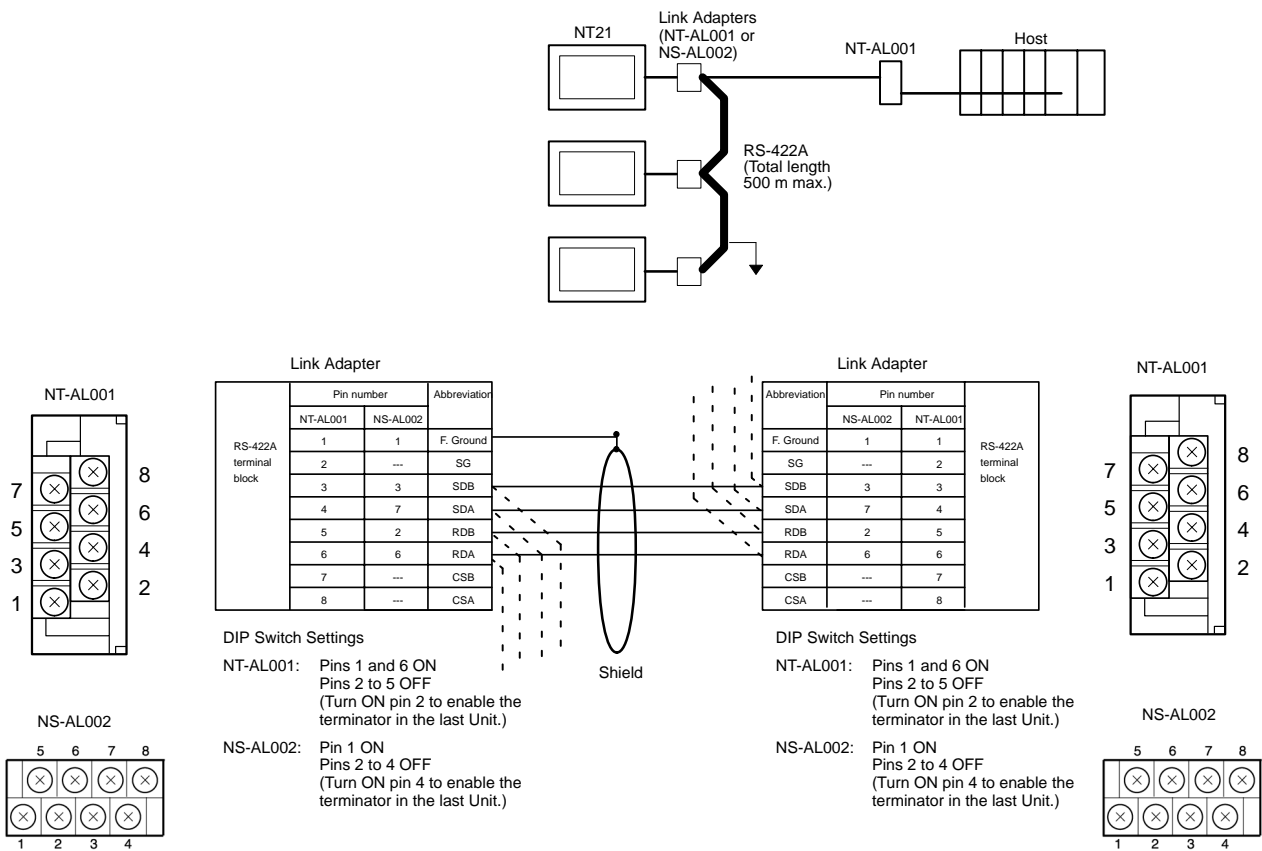 NT21
Link Adapters
(NT-AL001 or
NS-AL002)
NT-AL001
Host
RS-422A
(Total length
500 m max.)
Link Adapter
Link Adapter
NT-AL001
NT-AL001
Pin number
Abbreviation
NT-AL001 NS-AL002
RS-422A
terminal
block
1 1 F. Ground
2 --- SG
3 3 SDB
4 7 SDA
5 2 RDB
6 6 RDA
7 --- CSB
8 --- CSA
Abbreviation
Pin number
NS-AL002 NT-AL001
F. Ground 1 1
SG --- 2
SDB 3 3
SDA 7 4
RDB 2 5
RDA 6 6
CSB --- 7
CSA --- 8
RS-422A
terminal
block
8
7
6
5
4
3
2
1
8
7
6
5
4
3
2
1
Shield
DIP Switch Settings
NT-AL001: Pins 1 and 6 ON
Pins 2 to 5 OFF
(Turn ON pin 2 to enable the
terminator in the last Unit.)
NS-AL002: Pin 1 ON
Pins 2 to 4 OFF
(Turn ON pin 4 to enable the
terminator in the last Unit.)
DIP Switch Settings
NT-AL001: Pins 1 and 6 ON
Pins 2 to 5 OFF
(Turn ON pin 2 to enable the
terminator in the last Unit.)
NS-AL002: Pin 1 ON
Pins 2 to 4 OFF
(Turn ON pin 4 to enable the
terminator in the last Unit.)
NS-AL002
5 6 7 8
1 2 3 4
NS-AL002
5 6 7 8
1 2 3 4